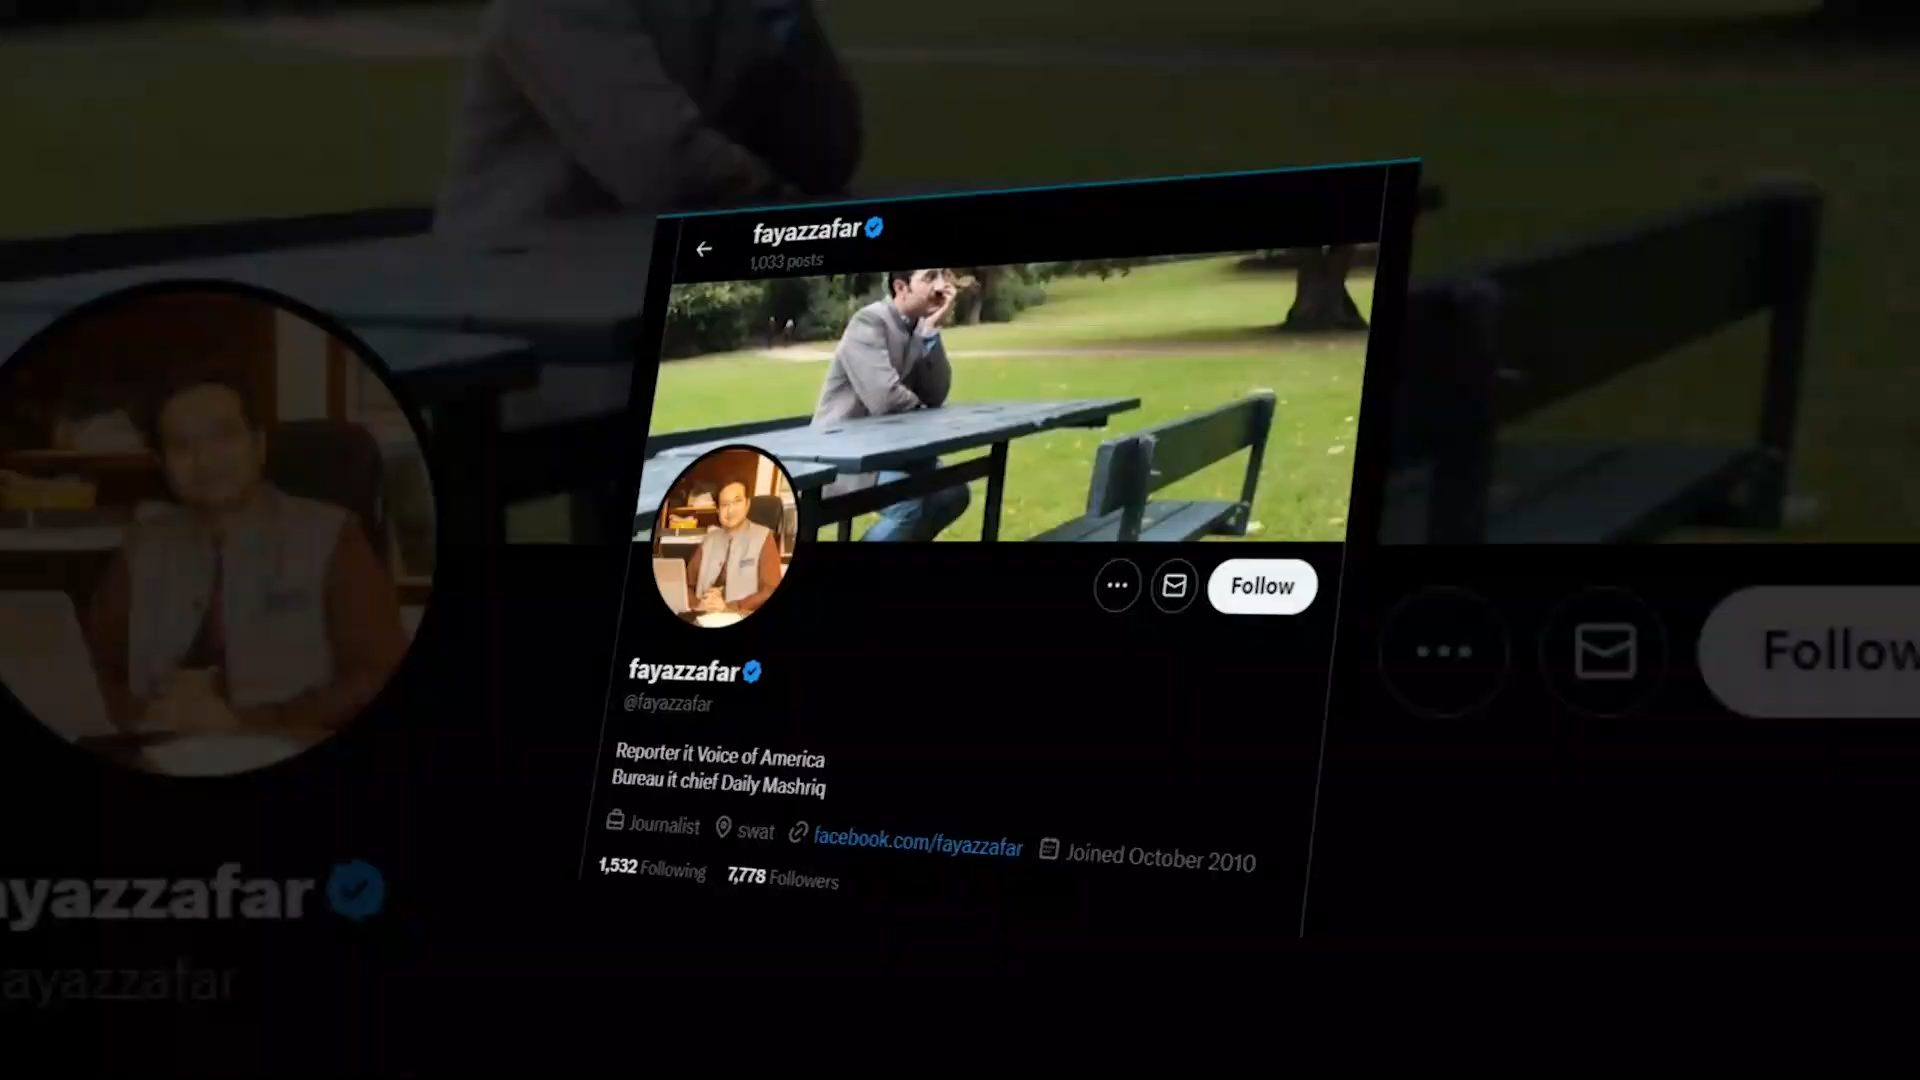 fayazzafar
1,033 posts
Follow
fayazzafar
@fayazzafar
Reporter it Voice of America
Bureau it chief Daily Mashriq
Journalist swat facebook.com/fayazzafar Joined October 2010
1,532 Following 7,778 Followers
Follow
ayazzafar
ayazzafar